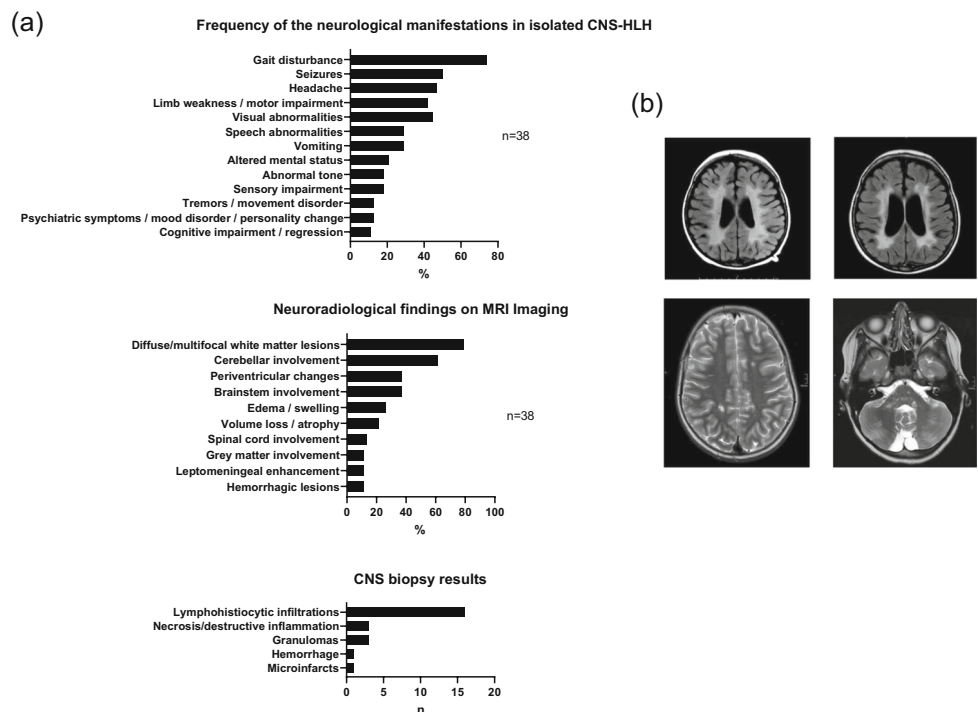 (a)
Frequency of the neurological manifestations in isolated CNS-HLH
Gait disturbance
Seizures
Headache
Limb weakness / motor impairment
Visual abnormalities
Speech abnormalities
Vomiting
Altered mental status
Abnormal tone
Sensory impairment
Tremors / movement disorder
Psychiatric symptoms / mood disorder / personality change
Cognitive impairment / regression
n=38
0 20 40 60 80
%
Neuroradiological findings on MRI Imaging
Diffuse/multifocal white matter lesions
Cerebellar involvement
Periventricular changes
Brainstem involvement
Edema / swelling
Volume loss / atrophy
Spinal cord involvement
Grey matter involvement
Leptomeningeal enhancement
Hemorrhagic lesions
n=38
0 20 40 60 80 100
%
CNS biopsy results
Lymphohistiocytic infiltrations
Necrosis/destructive inflammation
Granulomas
Hemorrhage
Microinfarcts
0 5 10 15 20
n
(b)